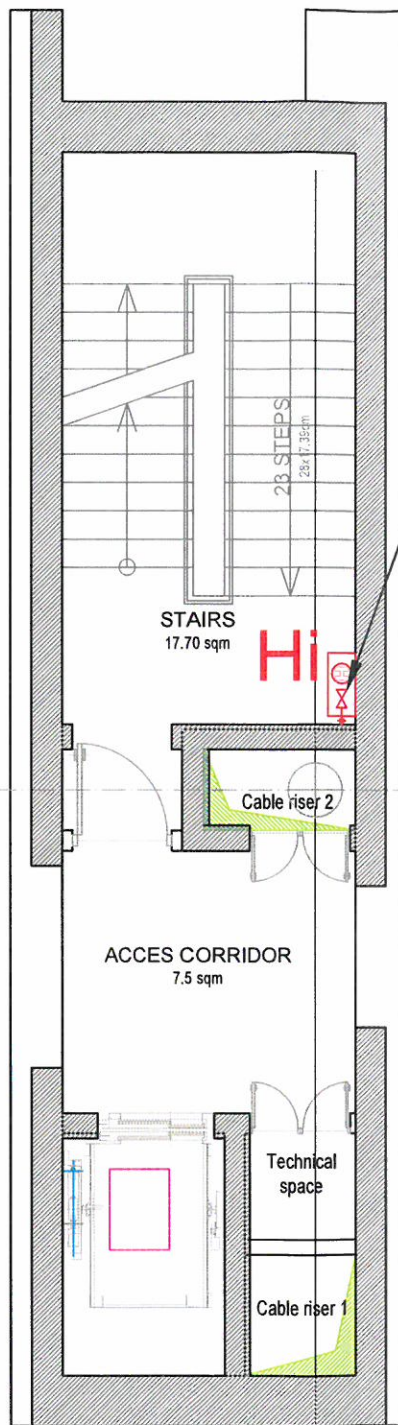 23 STEPS
28x17.39cm
STAIRS
17.70 sqm
Hi
Cable riser 2
ACCES CORRIDOR
7.5 sqm
Technical
space
Cable riser 1